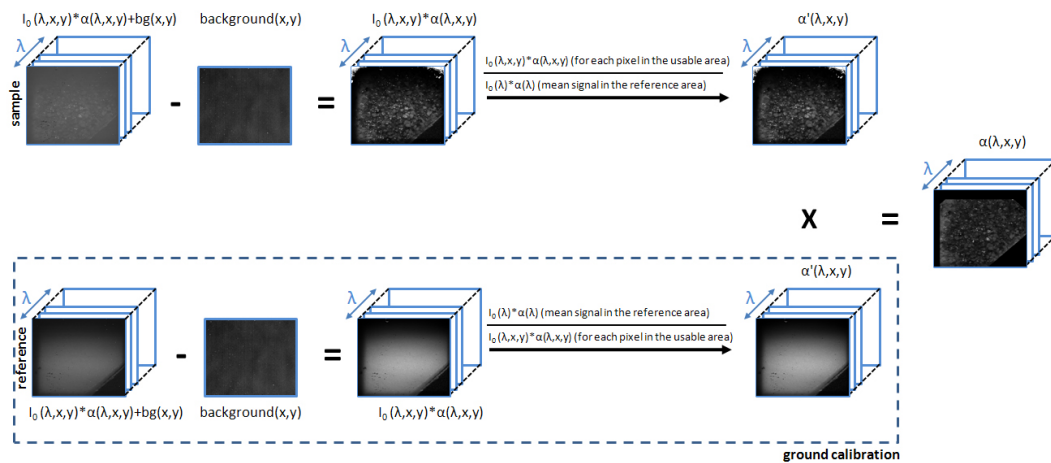 I₀(λ,x,y)*α(λ,x,y)+bg(x,y)
background(x,y)
I₀(λ,x,y)*α(λ,x,y)
α'(λ,x,y)
λ
λ
λ
sample
-
=
I₀(λ,x,y)*α(λ,x,y) (for each pixel in the usable area)
I₀(λ)*α(λ) (mean signal in the reference area)
α(λ,x,y)
λ
X
=
α'(λ,x,y)
λ
λ
λ
reference
-
=
I₀(λ)*α(λ) (mean signal in the reference area)
I₀(λ,x,y)*α(λ,x,y) (for each pixel in the usable area)
I₀(λ,x,y)*α(λ,x,y)+bg(x,y)
background(x,y)
I₀(λ,x,y)*α(λ,x,y)
ground calibration